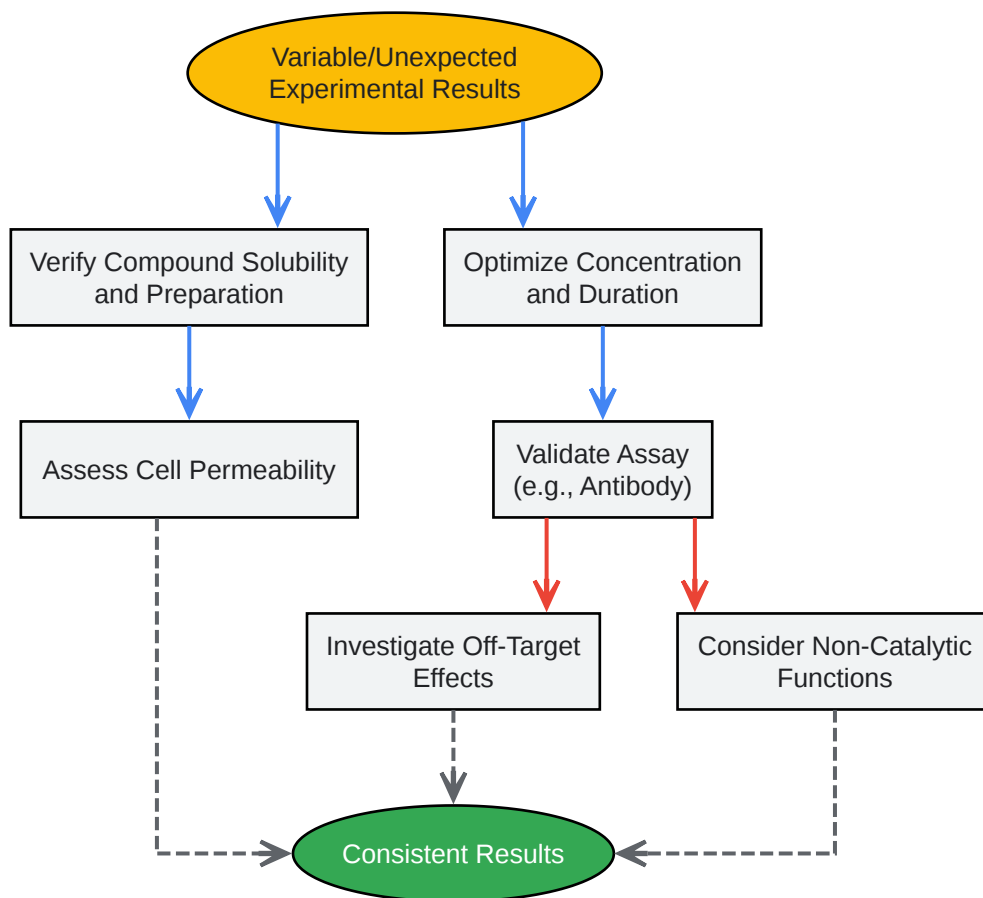 Variable/Unexpected
Experimental Results
Verify Compound Solubility
and Preparation
Optimize Concentration
and Duration
Assess Cell Permeability
Validate Assay
(e.g., Antibody)
Investigate Off-Target
Effects
Consider Non-Catalytic
Functions
Consistent Results